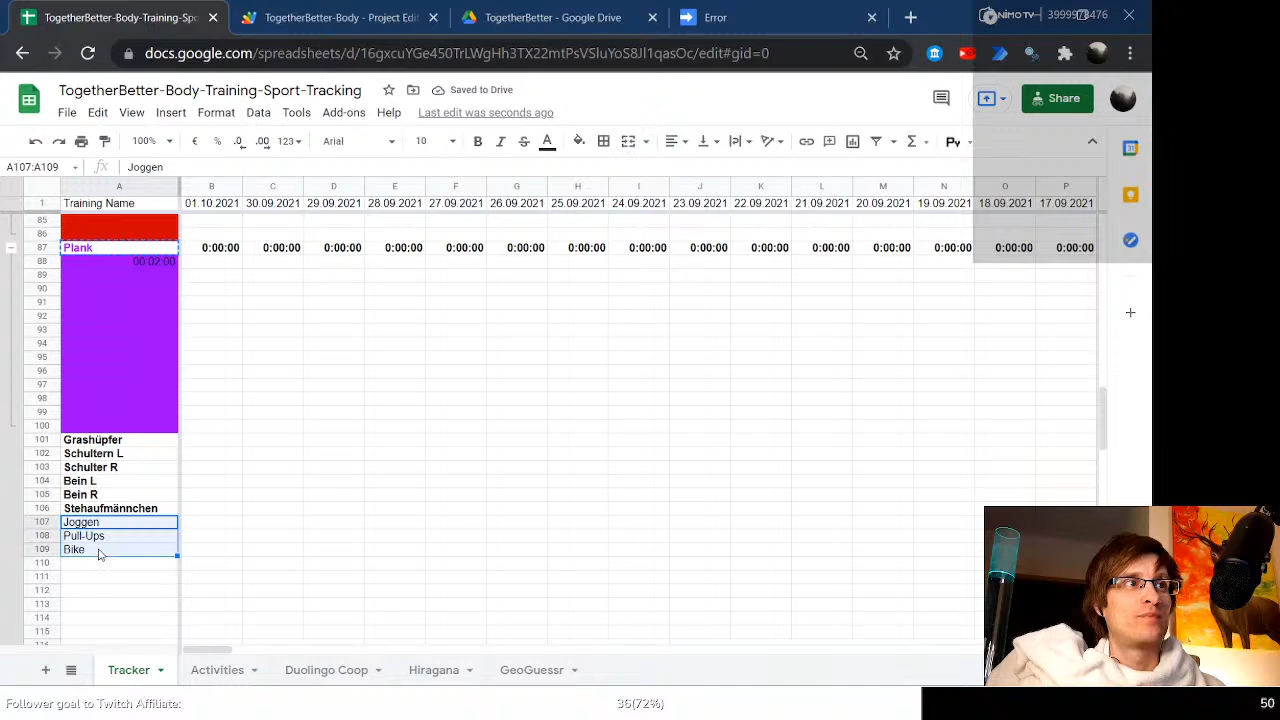 TogetherBetter-Body-Training-Spo
TogetherBetter-Body - Project Edit
TogetherBetter - Google Drive
Error
NIMO TV
docs.google.com/spreadsheets/d/16gxcuYGe450TrLWgHh3TX22mtPsVSluYoS8Jl1qasOc/edit#gid=0
TogetherBetter-Body-Training-Sport-Tracking
Saved to Drive
Share
File Edit View Insert Format Data Tools Add-ons Help Last edit was seconds ago
100% € % .0 .00 123 Arial 10 B I S A
A107:A109 fx Joggen
A B C D E F G H I J K L M N O P
1 Training Name 01.10.2021 30.09.2021 29.09.2021 28.09.2021 27.09.2021 26.09.2021 25.09.2021 24.09.2021 23.09.2021 22.09.2021 21.09.2021 20.09.2021 19.09.2021 18.09.2021 17.09.2021
85
86
87 Plank 0:00:00 0:00:00 0:00:00 0:00:00 0:00:00 0:00:00 0:00:00 0:00:00 0:00:00 0:00:00 0:00:00 0:00:00 0:00:00 0:00:00 0:00:00
88 00:02:00
89
90
91
92
93
94
95
96
97
98
99
100
101 Grashüpfer
102 Schultern L
103 Schulter R
104 Bein L
105 Bein R
106 Stehaufmännchen
107 Joggen
108 Pull-Ups
109 Bike
110
111
112
113
114
115
Tracker Activities Duolingo Coop Hiragana GeoGuessr
Follower goal to Twitch Affiliate: 36(72%) 50